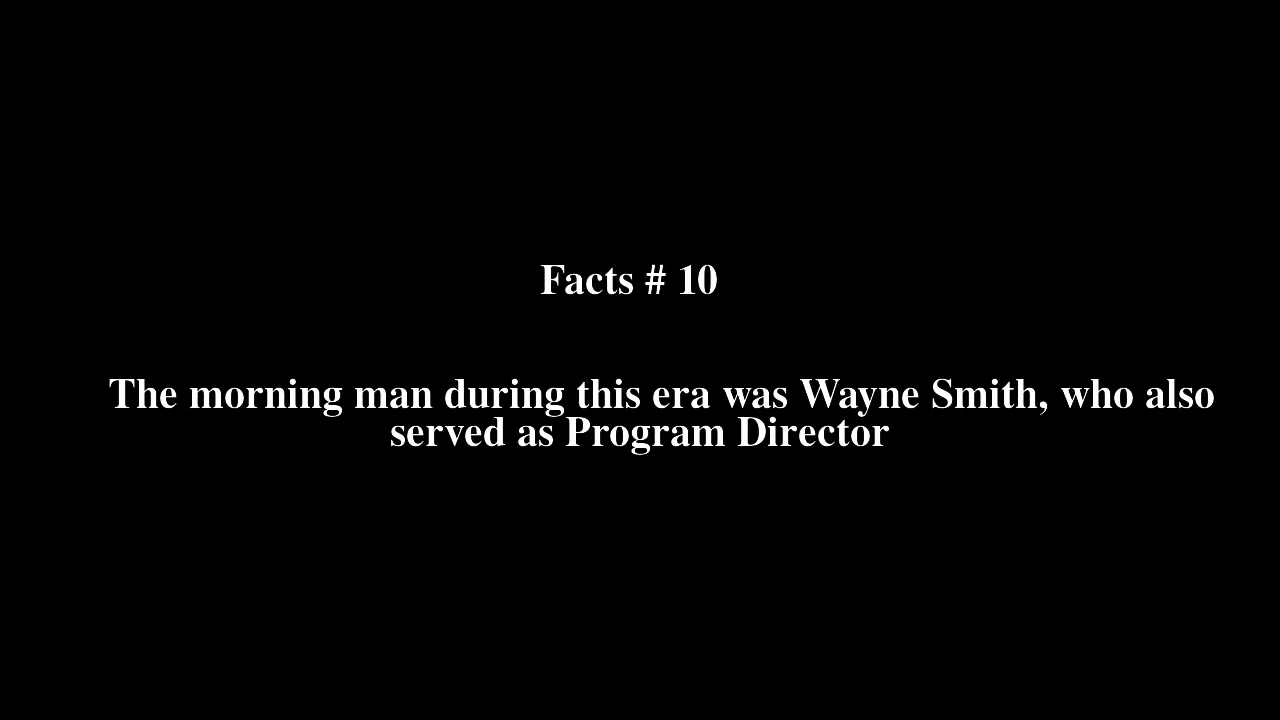 Facts # 10
The morning man during this era was Wayne Smith, who also
served as Program Director